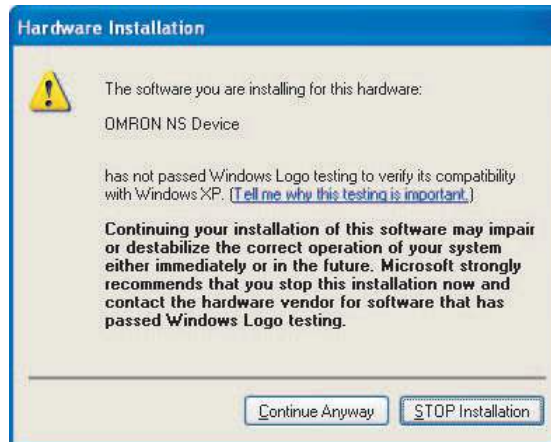 Hardware Installation
The software you are installing for this hardware:
OMRON NS Device
has not passed Windows Logo testing to verify its compatibility
with Windows XP. (Tell me why this testing is important.)
Continuing your installation of this software may impair
or destabilize the correct operation of your system
either immediately or in the future. Microsoft strongly
recommends that you stop this installation now and
contact the hardware vendor for software that has
passed Windows Logo testing.
Continue Anyway
STOP Installation